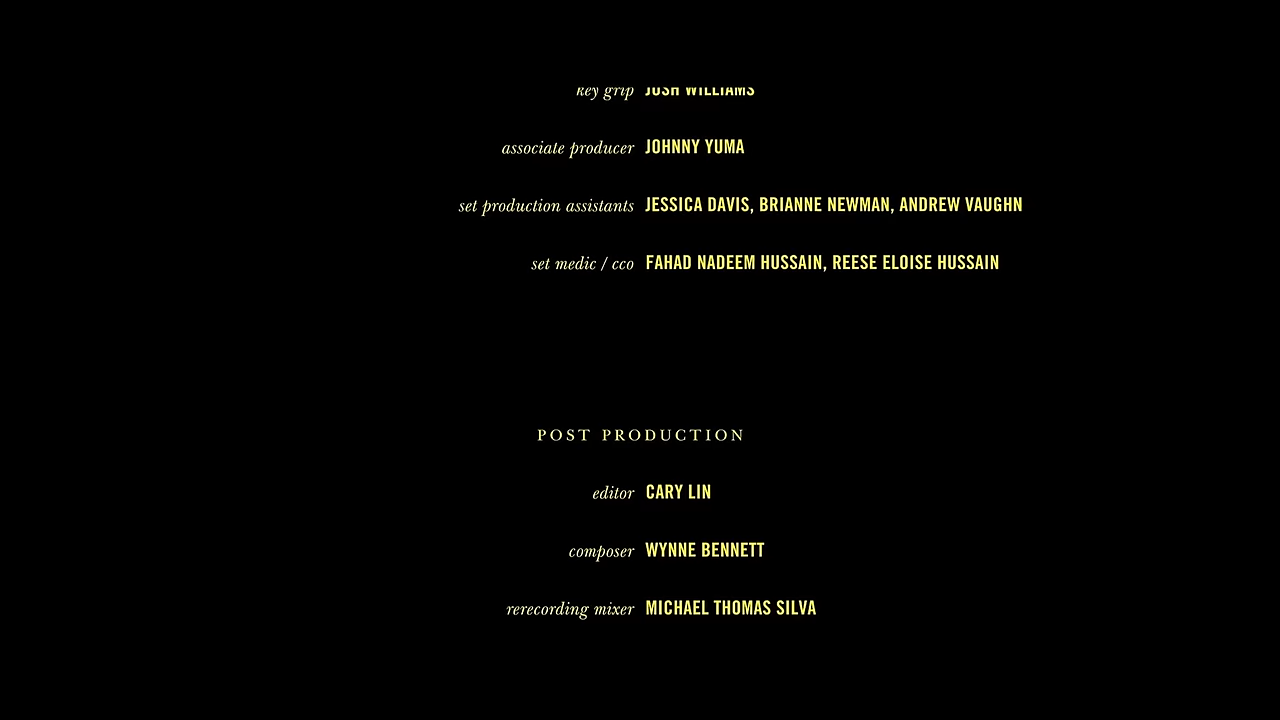 key grip JOSH WILLIAMS
associate producer JOHNNY YUMA
set production assistants JESSICA DAVIS, BRIANNE NEWMAN, ANDREW VAUGHN
set medic / cco FAHAD NADEEM HUSSAIN, REESE ELOISE HUSSAIN
POST PRODUCTION
editor CARY LIN
composer WYNNE BENNETT
rerecording mixer MICHAEL THOMAS SILVA